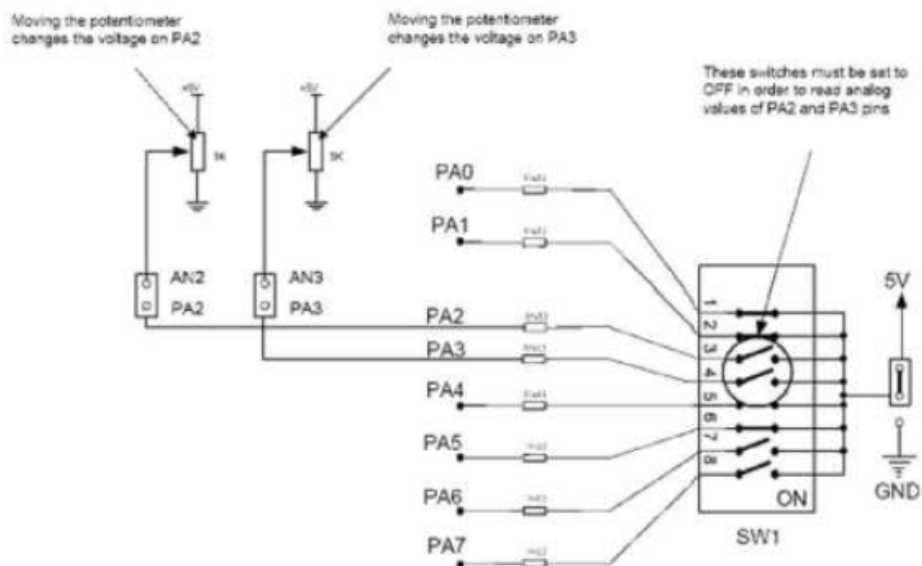 Moving the potentiometer
changes the voltage on PA2
Moving the potentiometer
changes the voltage on PA3
These switches must be set to
OFF in order to read analog
values of PA2 and PA3 pins
+5V
+5V
1K
1K
PA0
PA1
AN2
PA2
AN3
PA3
PA2
PA3
PA4
PA5
PA6
PA7
1
2
3
4
5
6
7
8
ON
SW1
5V
GND